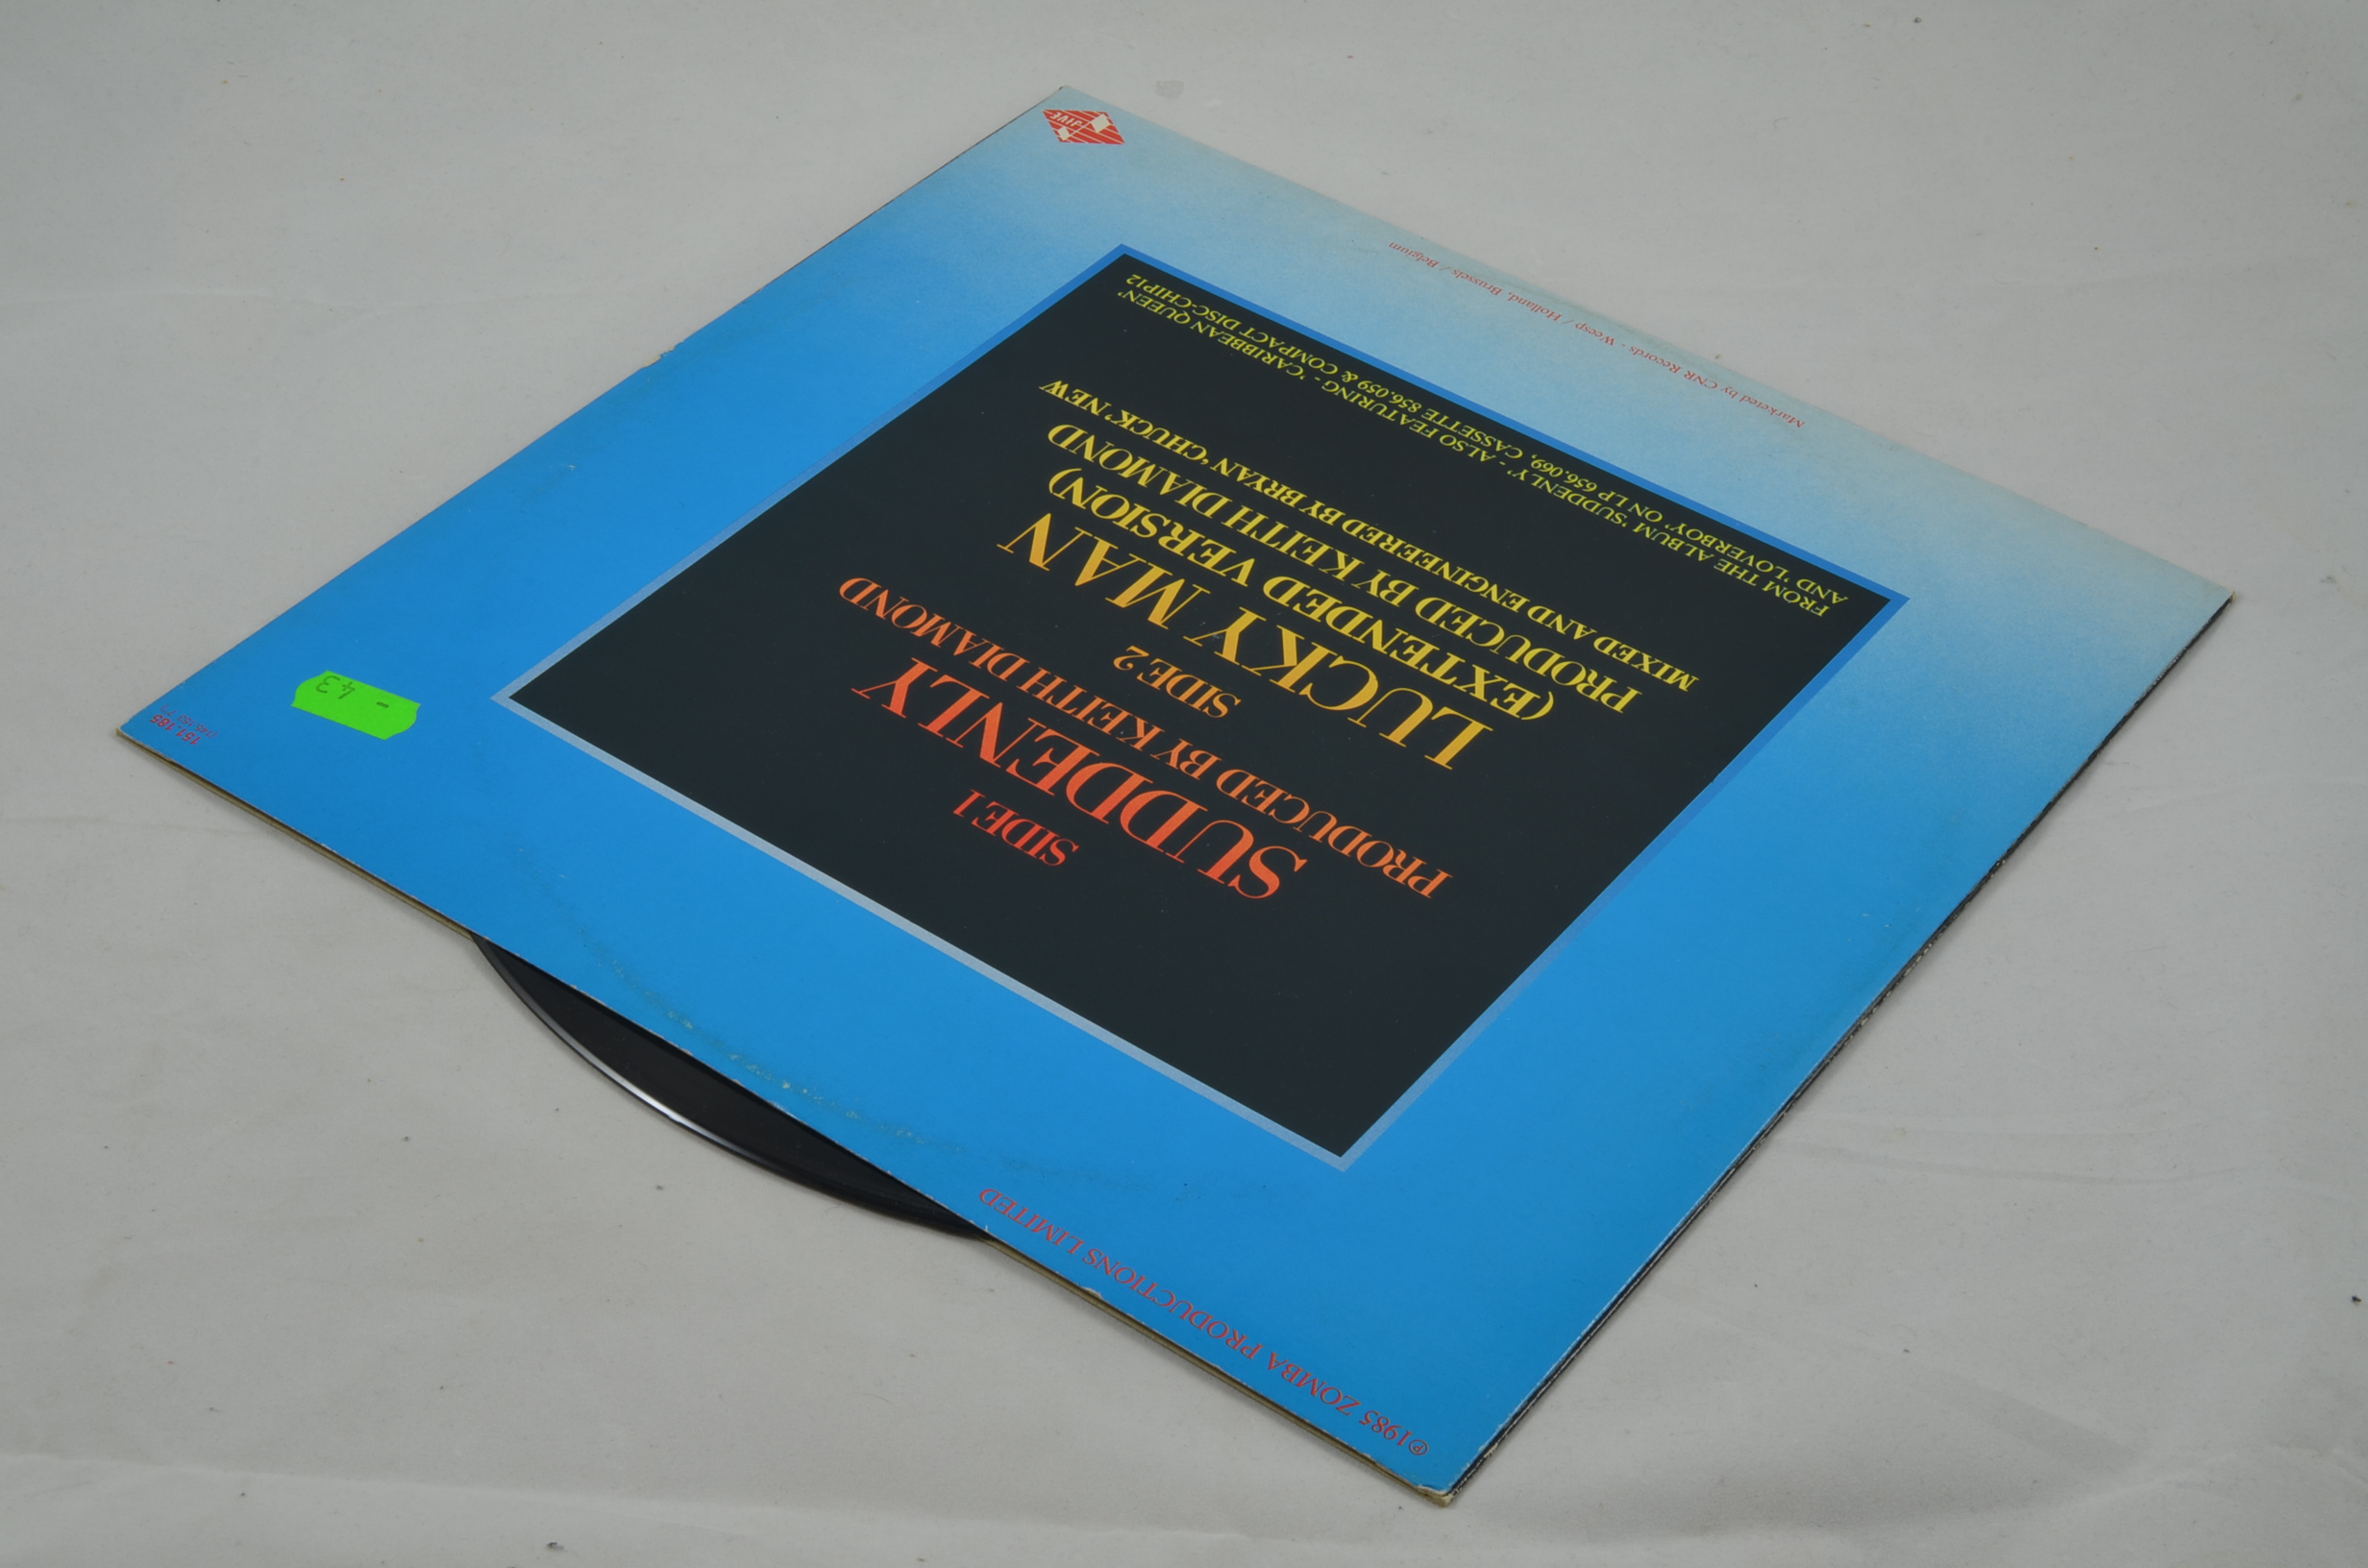 ℗1985 ZOMBA PRODUCTIONS LIMITED
151.185
SIDE 1
SUDDENLY
PRODUCED BY KEITH DIAMOND
SIDE 2
LUCKY MAN
(EXTENDED VERSION)
PRODUCED BY KEITH DIAMOND
MIXED AND ENGINEERED BY BRYAN ‘CHUCK’ NEW
FROM THE ALBUM ‘SUDDENLY’ - ALSO FEATURING - ‘CARIBBEAN QUEEN’
AND ‘LOVERBOY’ ON LP 656.069, CASSETTE 856.059 & COMPACT DISC-CHIP12
Marketed by CNR Records - Weesp / Holland, Brussels / Belgium
JIVE
- 43